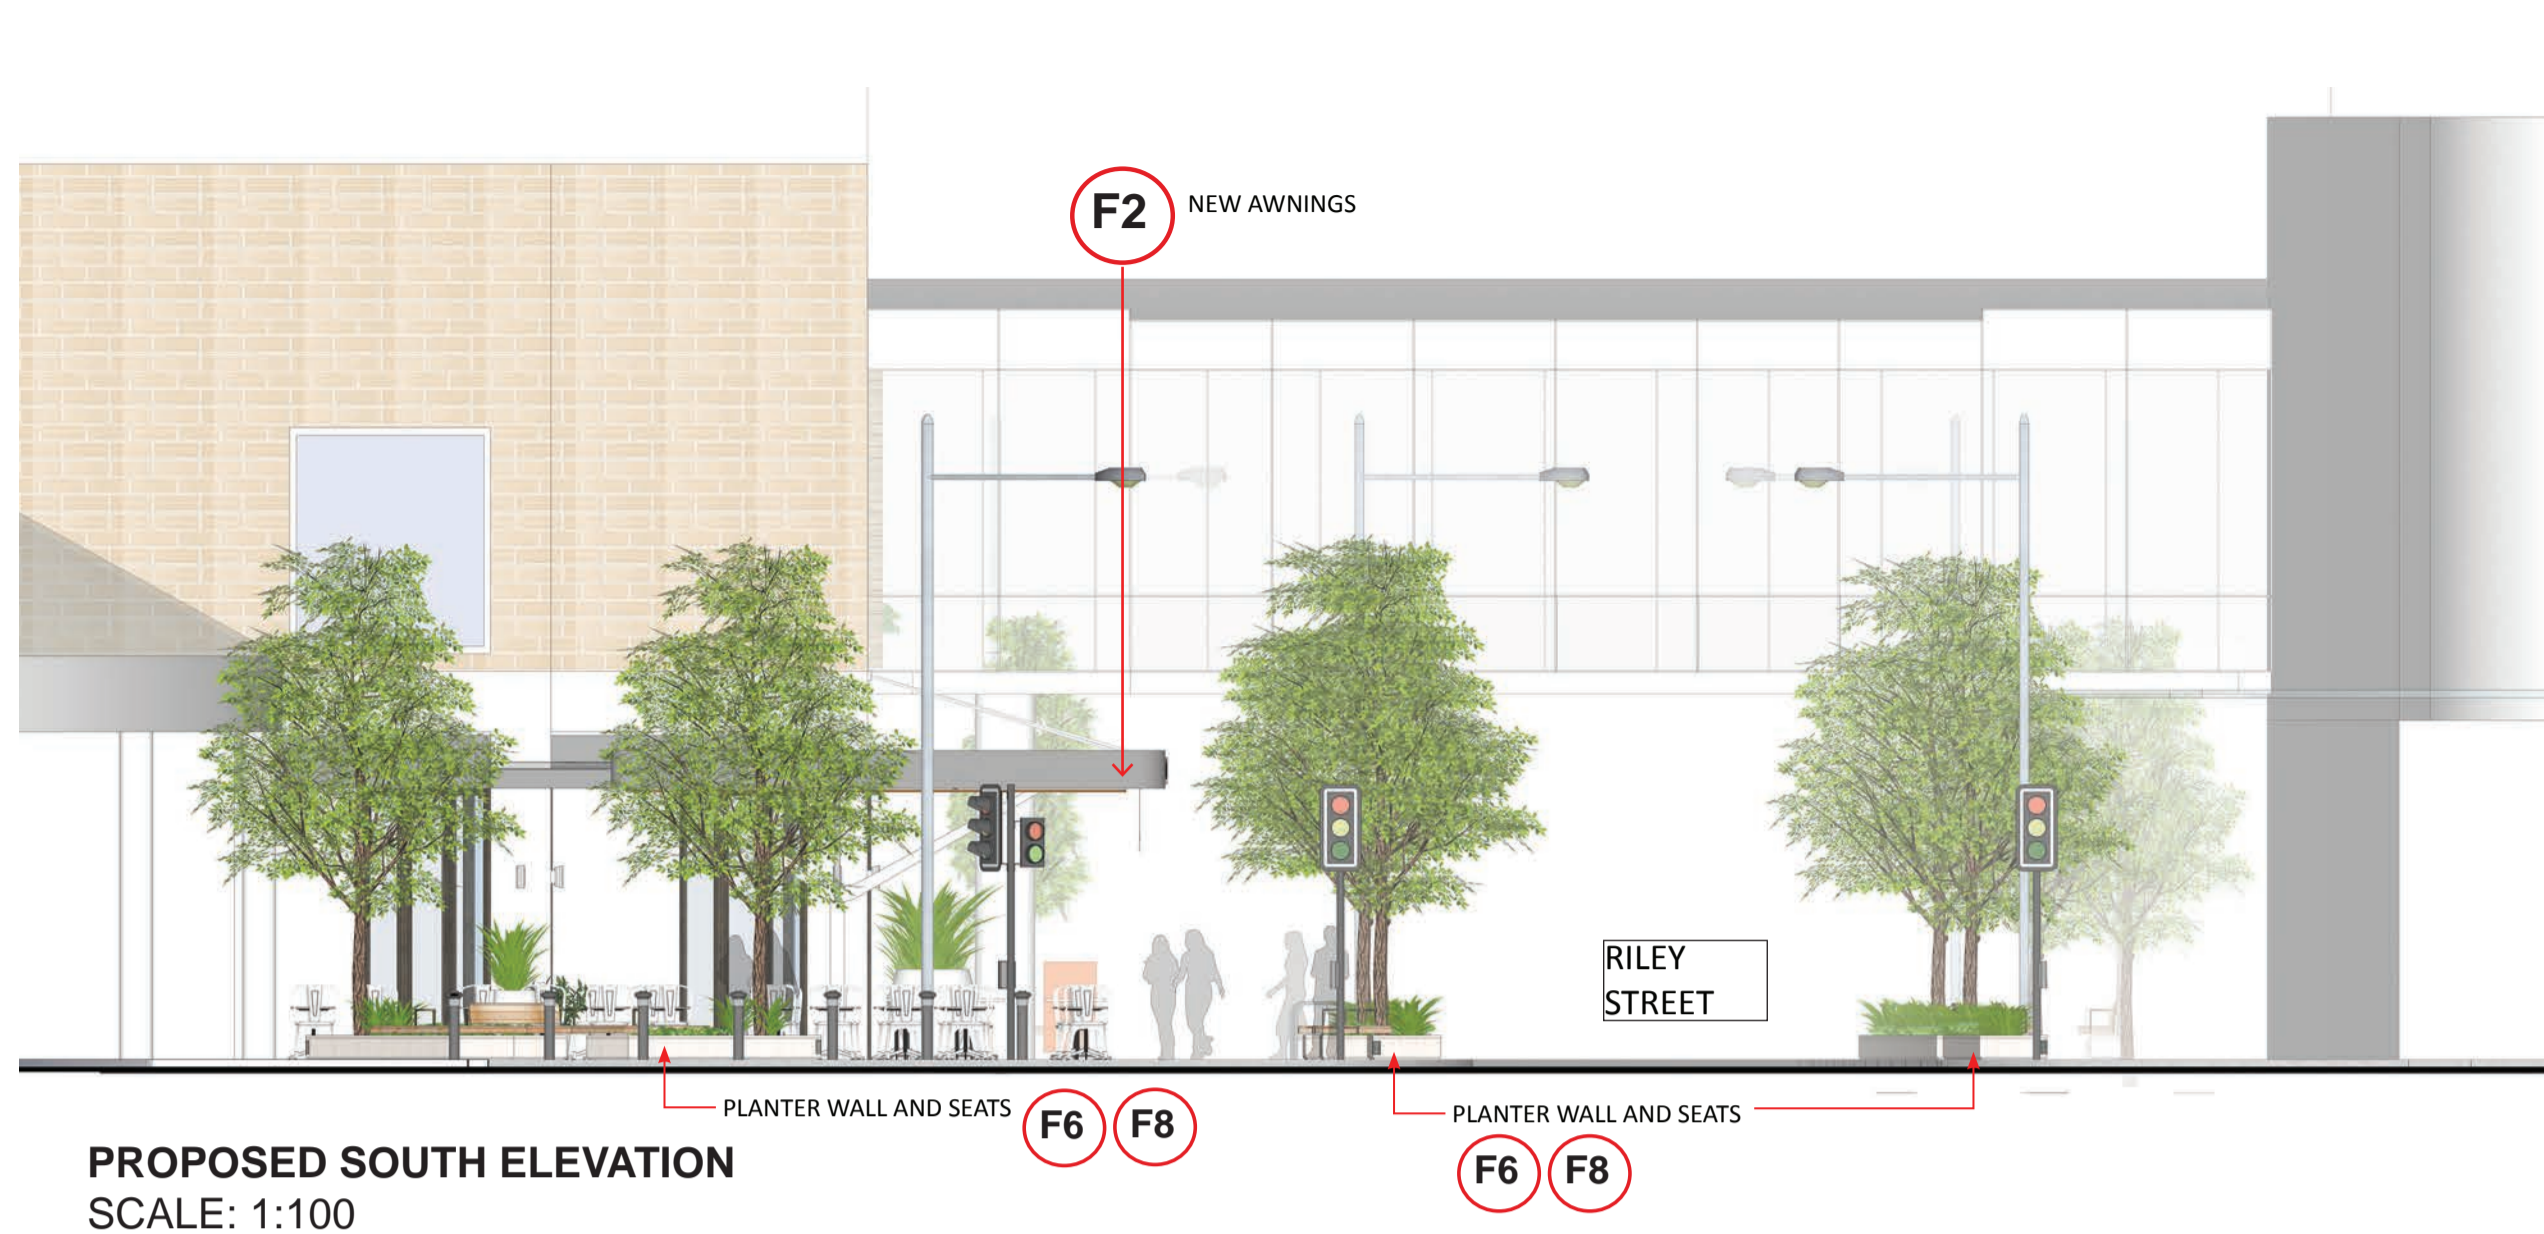 F2 NEW AWNINGS
RILEY
STREET
PLANTER WALL AND SEATS F6 F8
PLANTER WALL AND SEATS
F6 F8
PROPOSED SOUTH ELEVATION
SCALE: 1:100